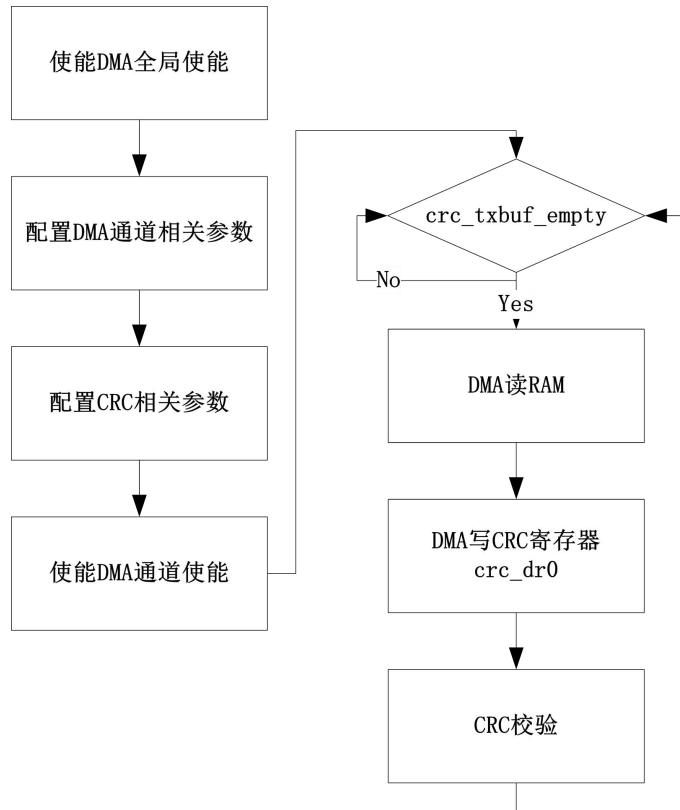 使能DMA全局使能
配置DMA通道相关参数
配置CRC相关参数
使能DMA通道使能
crc_txbuf_empty
No
Yes
DMA读RAM
DMA写CRC寄存器
crc_dr0
CRC校验